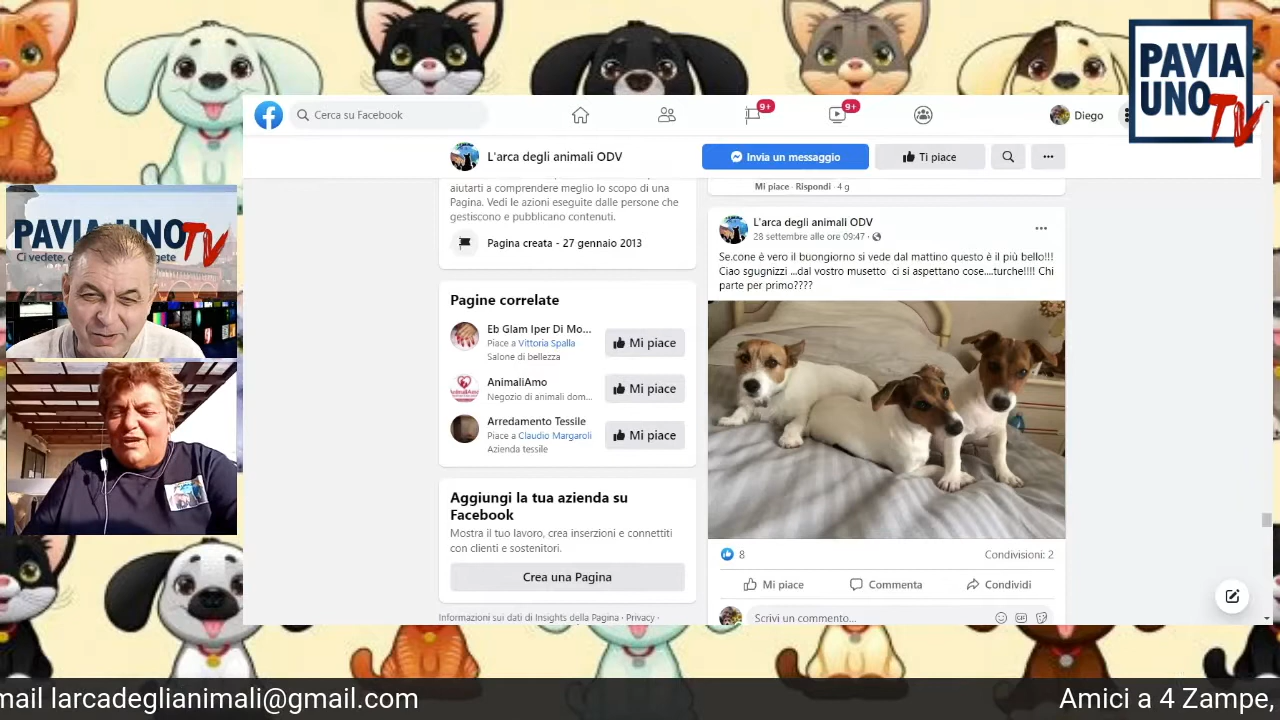 PAVIA
UNO
TV
Cerca su Facebook
9+
9+
Diego
L'arca degli animali ODV
Invia un messaggio
Ti piace
aiutarti a comprendere meglio lo scopo di una
Pagina. Vedi le azioni eseguite dalle persone che
gestiscono e pubblicano contenuti.
Pagina creata - 27 gennaio 2013
Pagine correlate
Eb Glam Iper Di Mo...
Piace a Vittoria Spalla
Salone di bellezza
Mi piace
AnimaliAmo
Negozio di animali dom...
Mi piace
Arredamento Tessile
Piace a Claudio Margaroli
Azienda tessile
Mi piace
Aggiungi la tua azienda su
Facebook
Mostra il tuo lavoro, crea inserzioni e connettiti
con clienti e sostenitori.
Crea una Pagina
Informazioni sui dati di Insights della Pagina · Privacy ·
Mi piace · Rispondi · 4 g
L'arca degli animali ODV
28 settembre alle ore 09:47 ·
Se.cone è vero il buongiorno si vede dal mattino questo è il più bello!!!
Ciao sgugnizzi ...dal vostro musetto ci si aspettano cose....turche!!!! Chi
parte per primo????
8
Condivisioni: 2
Mi piace
Commenta
Condividi
Scrivi un commento...
PAVIA UNO TV
Ci vedete,
mail larcadeglianimali@gmail.com
Amici a 4 Zampe,